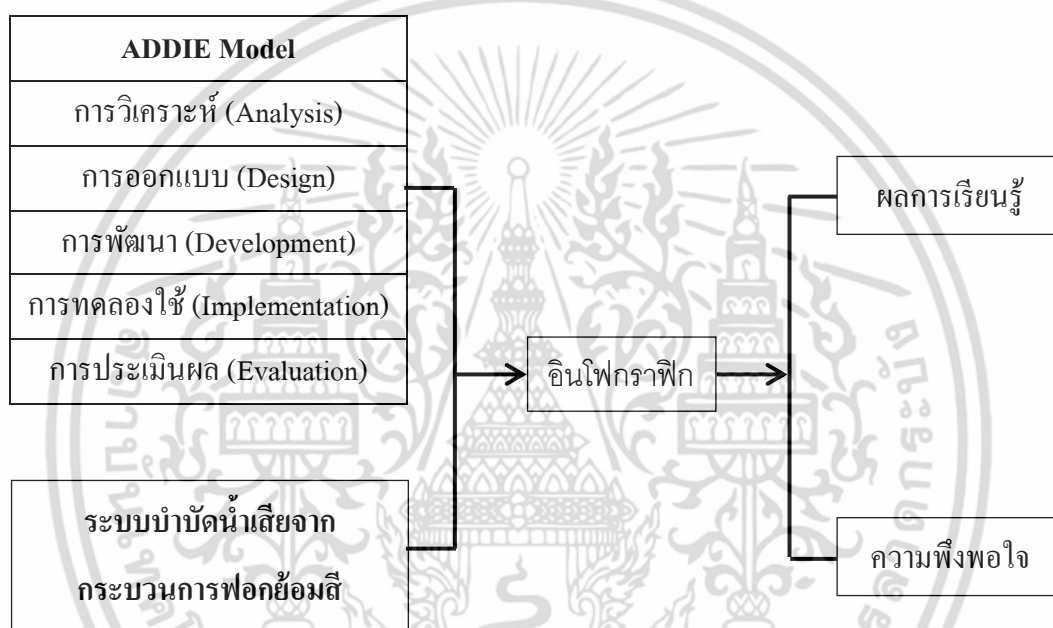 ADDIE Model
การวิเคราะห์ (Analysis)
การออกแบบ (Design)
การพัฒนา (Development)
การทดลองใช้ (Implementation)
การประเมินผล (Evaluation)
ระบบบำบัดน้ำเสียจาก
กระบวนการฟอกย้อมสี
อินโฟกราฟิก
ผลการเรียนรู้
ความพึงพอใจ